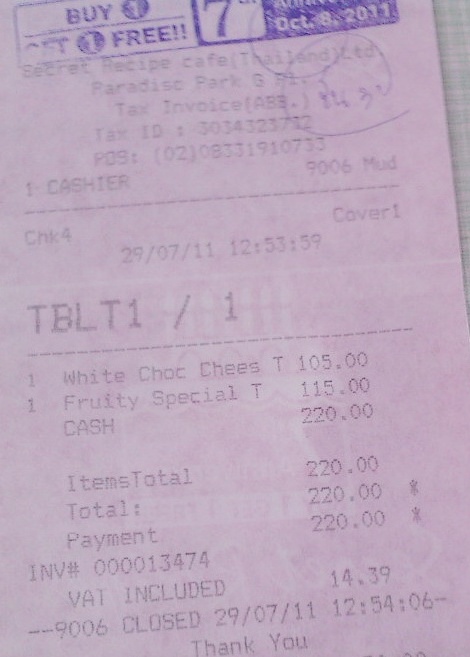 BUY 1
GET 1 FREE!! 7th
Oct. 8, 2011
Secret Recipe cafe(Thailand)Ltd
Paradisc Park G Fl.
Tax Invoice(ABB.)
Tax ID : 3034323732
POS: (02)08331910733
1 CASHIER 9006 Mud
Chk4 Cover1
29/07/11 12:53:59
TBLT1 / 1
1 White Choc Chees T 105.00
1 Fruity Special T 115.00
CASH 220.00
ItemsTotal 220.00
Total: 220.00 *
Payment 220.00 *
INV# 000013474
VAT INCLUDED 14.39
--9006 CLOSED 29/07/11 12:54:06-
Thank You